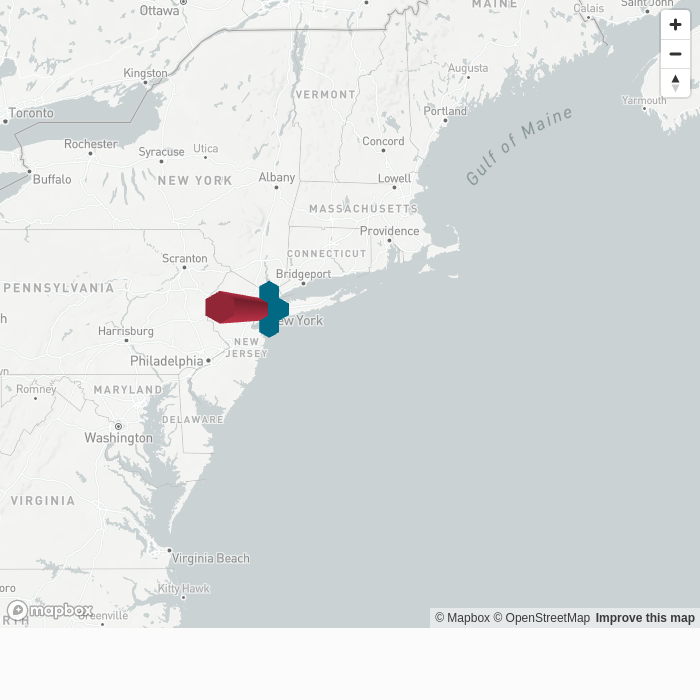 Ottawa
MAINE
Calais
Saint John
Kingston
Augusta
VERMONT
Yarmouth
Toronto
Portland
Gulf of Maine
Rochester
Utica
Concord
Syracuse
Buffalo
NEW YORK
Albany
Lowell
MASSACHUSETTS
Providence
CONNECTICUT
Scranton
Bridgeport
PENNSYLVANIA
ew York
Harrisburg
NEW
JERSEY
Philadelphia
Romney
MARYLAND
DELAWARE
Washington
VIRGINIA
Virginia Beach
Kitty Hawk
mapbox
Greenville
© Mapbox © OpenStreetMap Improve this map